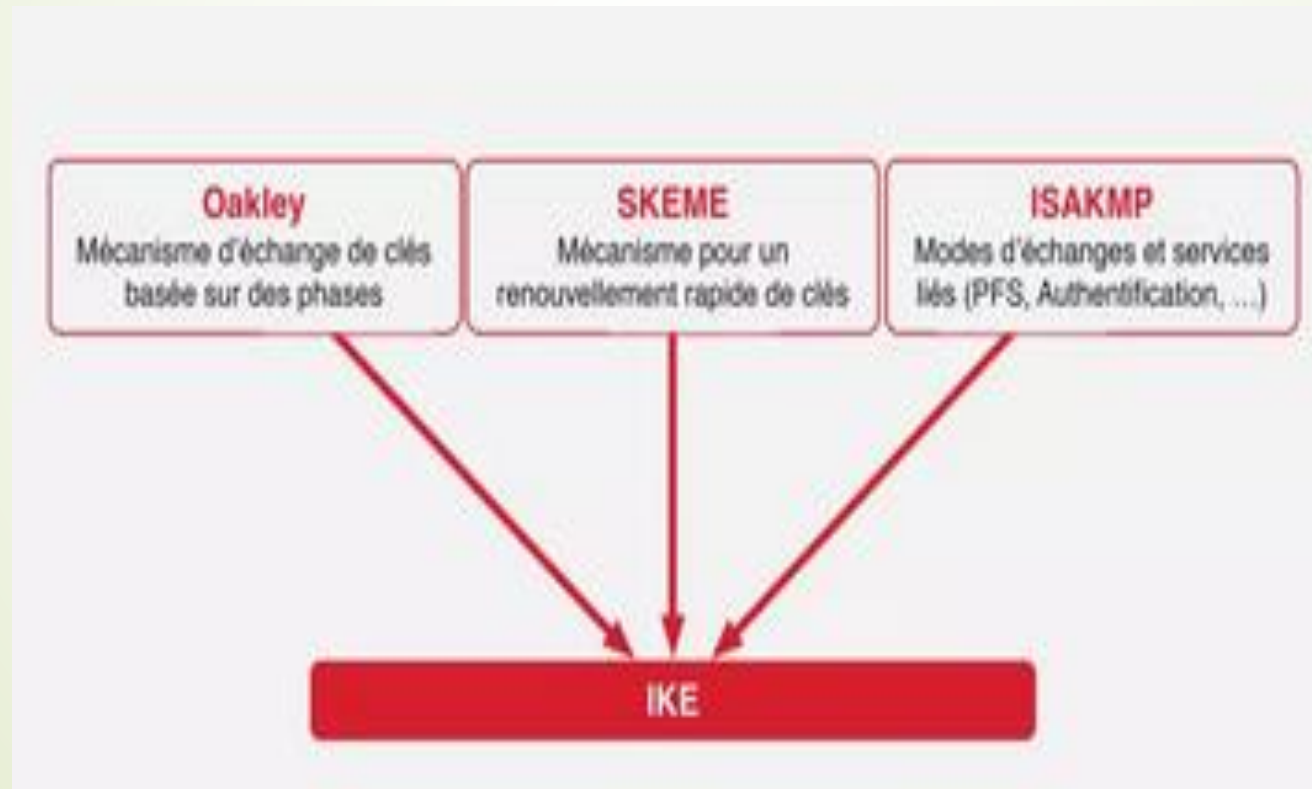 Oakley
Mécanisme d'échange de clés
basée sur des phases
SKEME
Mécanisme pour un
renouvellement rapide de clés
ISAKMP
Modes d'échanges et services
liés (PFS, Authentification, ...)
IKE